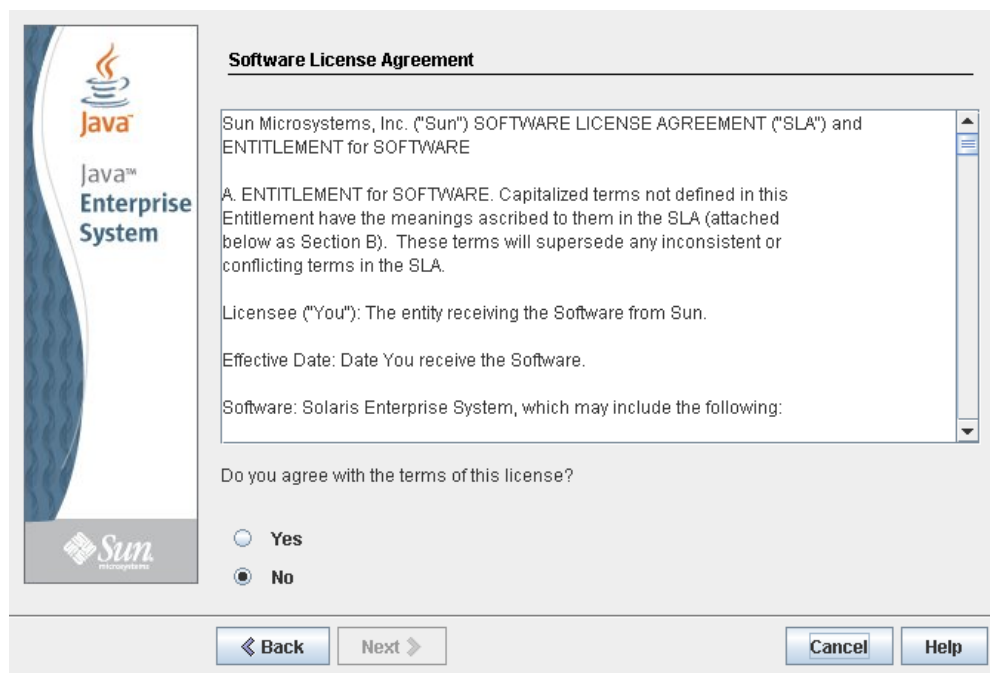 Java
Java™
Enterprise
System
Sun
microsystems
Software License Agreement
Sun Microsystems, Inc. ("Sun") SOFTWARE LICENSE AGREEMENT ("SLA") and
ENTITLEMENT for SOFTWARE
A. ENTITLEMENT for SOFTWARE. Capitalized terms not defined in this
Entitlement have the meanings ascribed to them in the SLA (attached
below as Section B).  These terms will supersede any inconsistent or
conflicting terms in the SLA.
Licensee ("You"): The entity receiving the Software from Sun.
Effective Date: Date You receive the Software.
Software: Solaris Enterprise System, which may include the following:
Do you agree with the terms of this license?
Yes
No
Back
Next
Cancel
Help